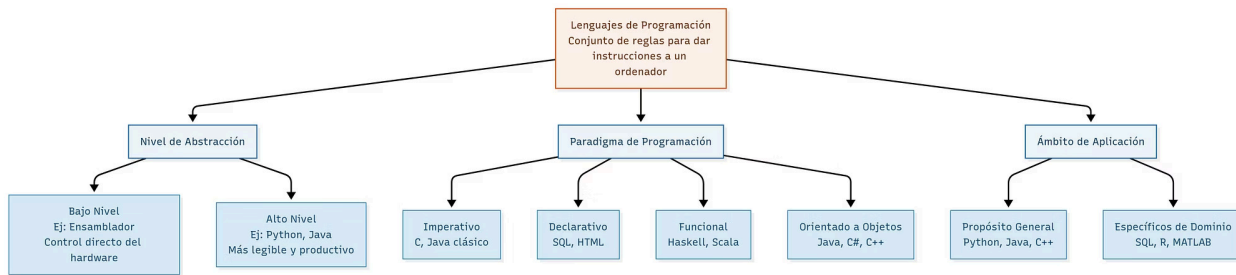 Lenguajes de Programación
Conjunto de reglas para dar
instrucciones a un
ordenador
Nivel de Abstracción
Paradigma de Programación
Ámbito de Aplicación
Bajo Nivel
Ej: Ensamblador
Control directo del
hardware
Alto Nivel
Ej: Python, Java
Más legible y productivo
Imperativo
C, Java clásico
Declarativo
SQL, HTML
Funcional
Haskell, Scala
Orientado a Objetos
Java, C#, C++
Propósito General
Python, Java, C++
Específicos de Dominio
SQL, R, MATLAB